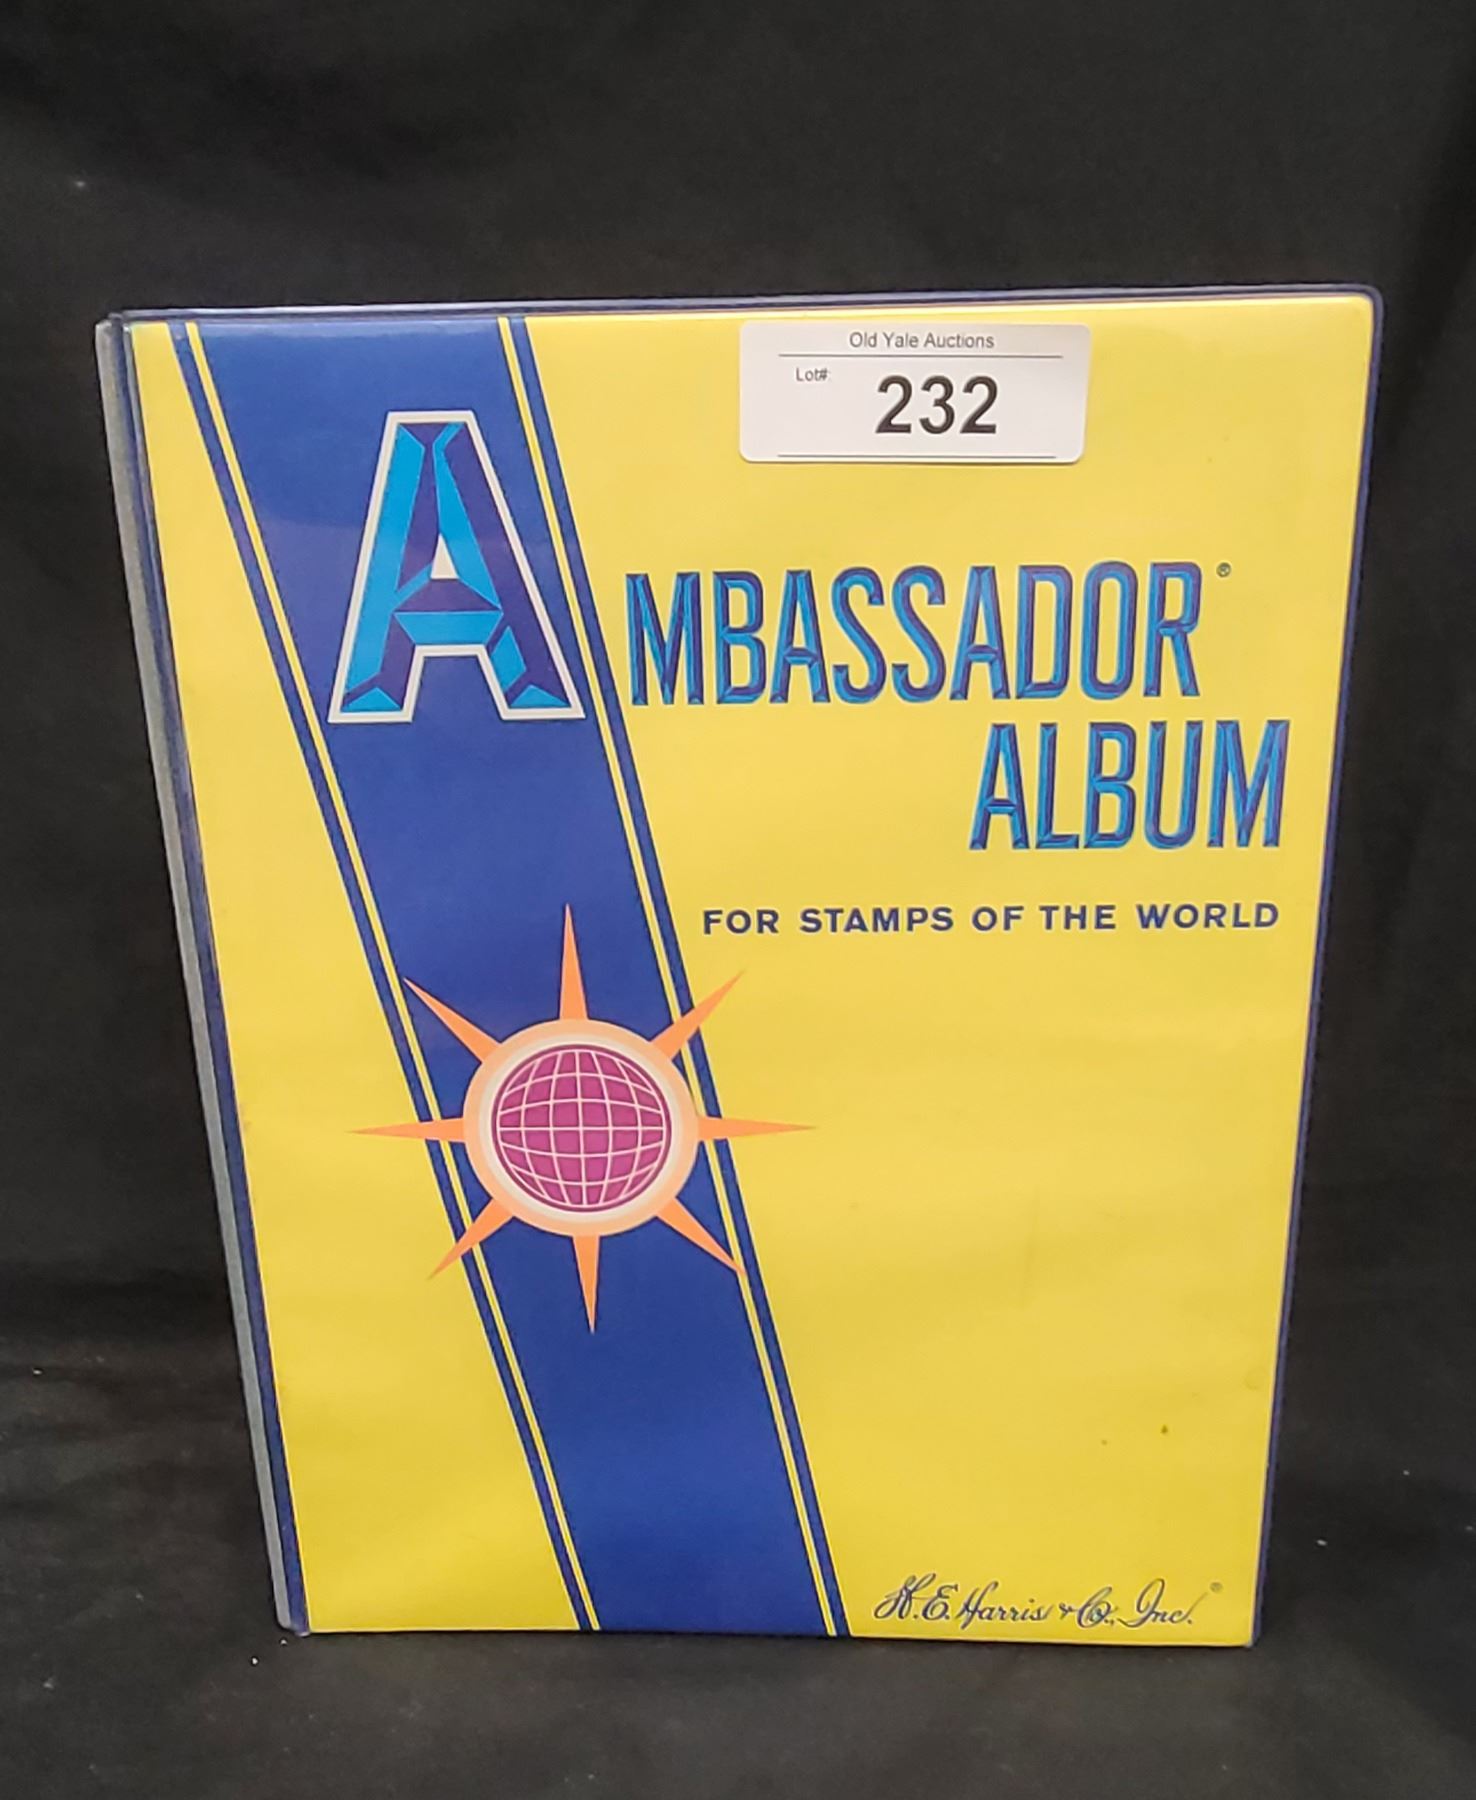 Old Yale Auctions
Lot#: 232
AMBASSADOR®
ALBUM
FOR STAMPS OF THE WORLD
H.E. Harris & Co., Inc.®